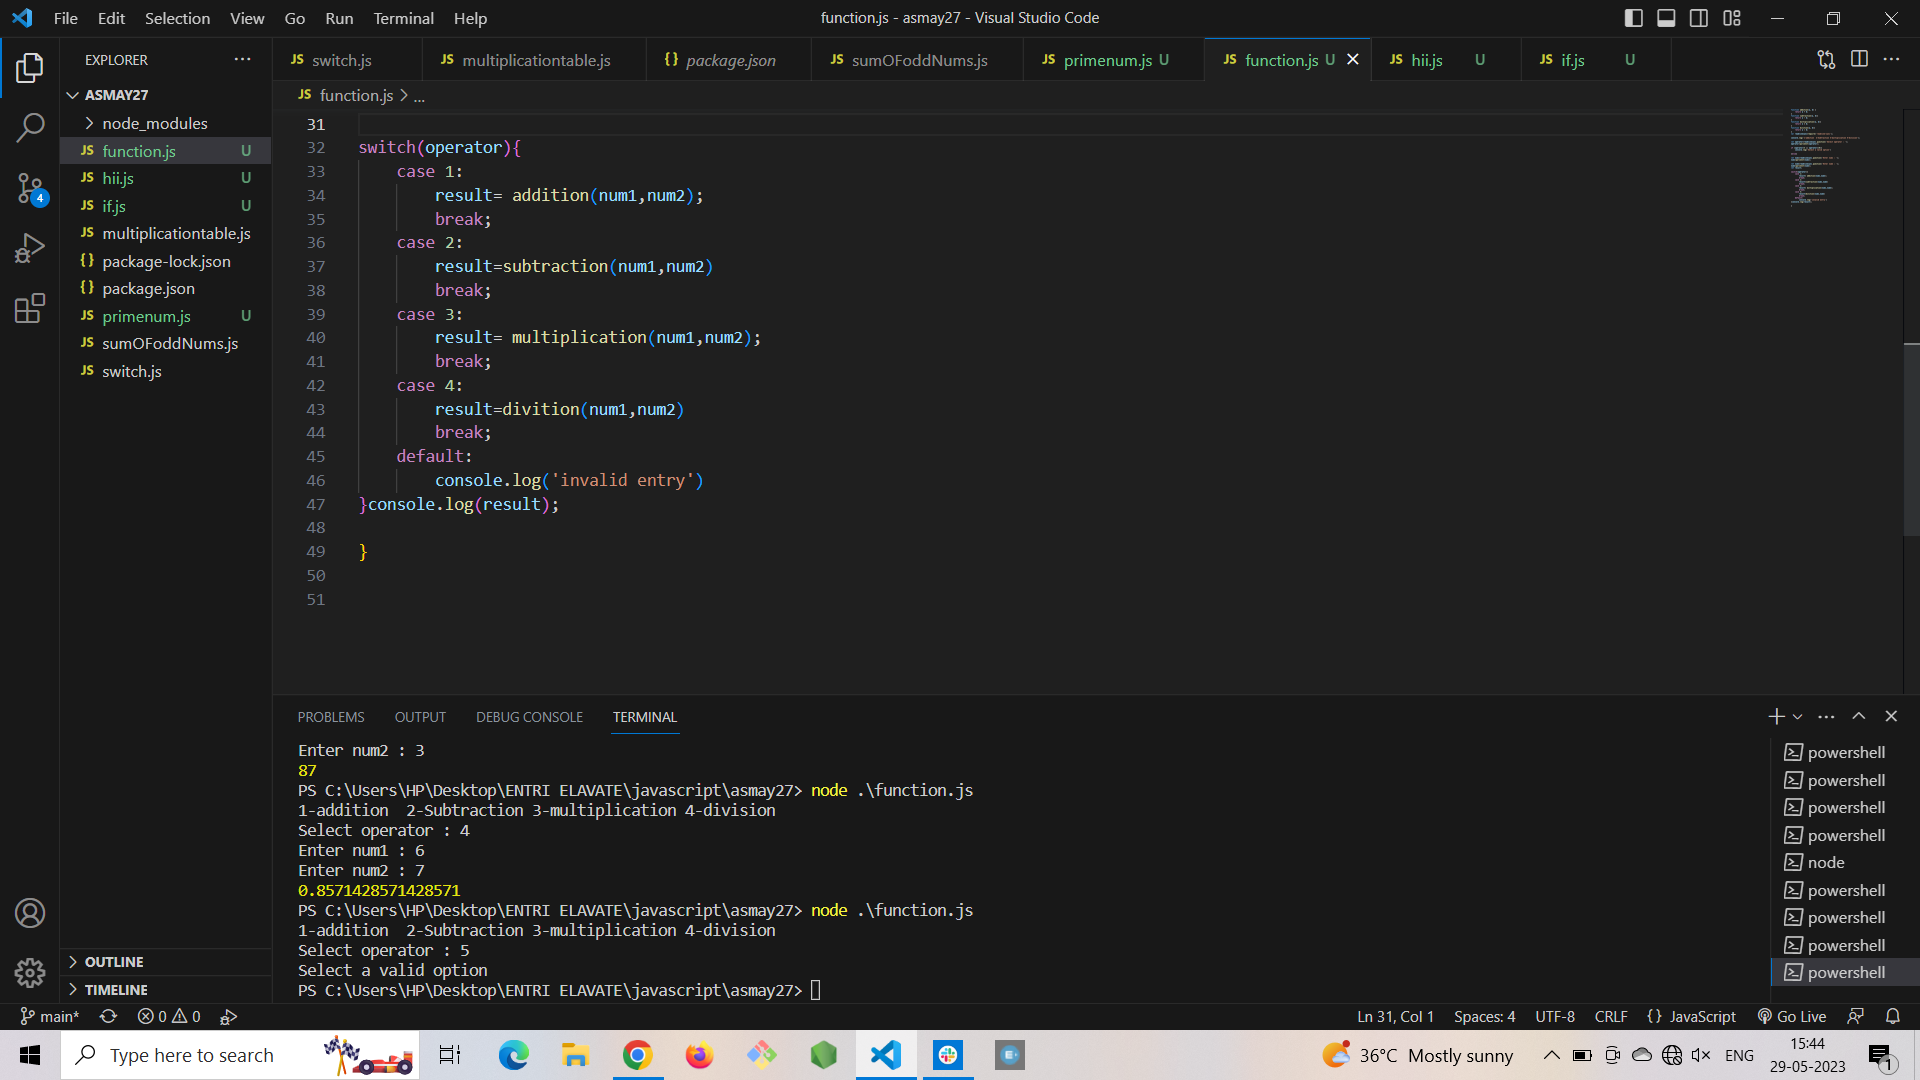 File Edit Selection View Go Run Terminal Help
function.js - asmay27 - Visual Studio Code
EXPLORER
ASMAY27
node_modules
JS function.js U
JS hii.js U
JS if.js U
JS multiplicationtable.js
{} package-lock.json
{} package.json
JS primenum.js U
JS sumOFoddNums.js
JS switch.js
OUTLINE
TIMELINE
4
JS switch.js JS multiplicationtable.js {} package.json JS sumOFoddNums.js JS primenum.js U JS function.js U JS hii.js U JS if.js U
JS function.js > ...
31
32 switch(operator){
33 case 1:
34 result= addition(num1,num2);
35 break;
36 case 2:
37 result=subtraction(num1,num2)
38 break;
39 case 3:
40 result= multiplication(num1,num2);
41 break;
42 case 4:
43 result=divition(num1,num2)
44 break;
45 default:
46 console.log('invalid entry')
47 }console.log(result);
48
49 }
50
51
PROBLEMS OUTPUT DEBUG CONSOLE TERMINAL
Enter num2 : 3
87
PS C:\Users\HP\Desktop\ENTRI ELAVATE\javascript\asmay27> node .\function.js
1-addition  2-Subtraction 3-multiplication 4-division
Select operator : 4
Enter num1 : 6
Enter num2 : 7
0.8571428571428571
PS C:\Users\HP\Desktop\ENTRI ELAVATE\javascript\asmay27> node .\function.js
1-addition  2-Subtraction 3-multiplication 4-division
Select operator : 5
Select a valid option
PS C:\Users\HP\Desktop\ENTRI ELAVATE\javascript\asmay27>
powershell
powershell
powershell
powershell
node
powershell
powershell
powershell
powershell
main* 0 0 Ln 31, Col 1 Spaces: 4 UTF-8 CRLF {} JavaScript Go Live
Type here to search
36°C Mostly sunny ENG
15:44
29-05-2023
1